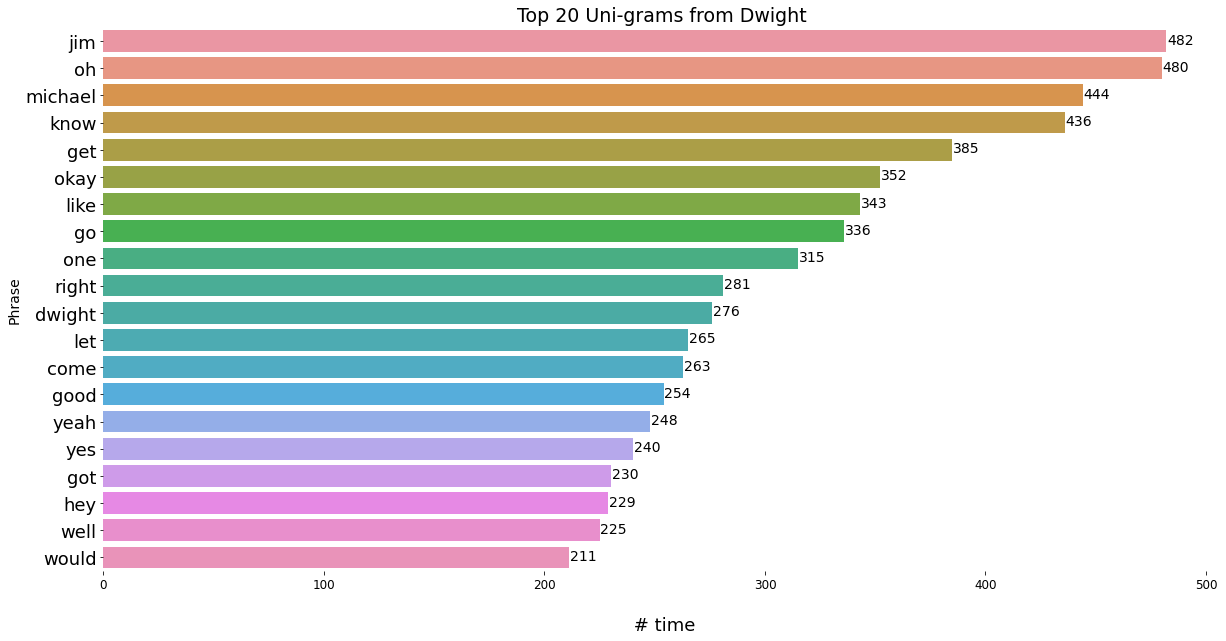 Top 20 Uni-grams from Dwight
Phrase
jim 482
oh 480
michael 444
know 436
get 385
okay 352
like 343
go 336
one 315
right 281
dwight 276
let 265
come 263
good 254
yeah 248
yes 240
got 230
hey 229
well 225
would 211
0 100 200 300 400 500
# time